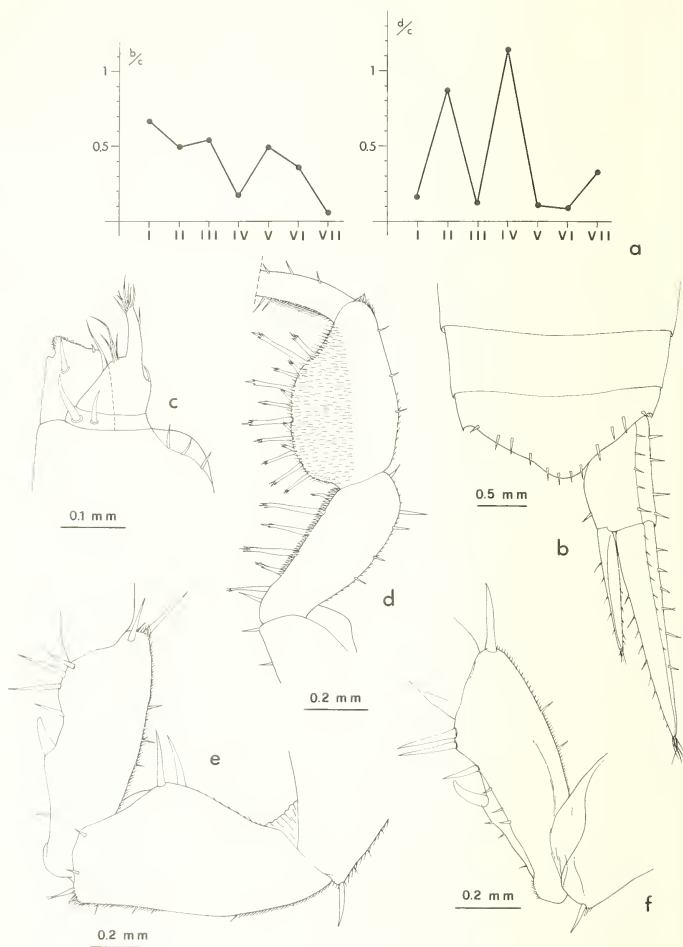 b/c
1
0.5
I II III IV V VI VII
d/c
1
0.5
I II III IV V VI VII
a
c
0.1 mm
d
0.2 mm
0.5 mm
b
e
0.2 mm
0.2 mm
f